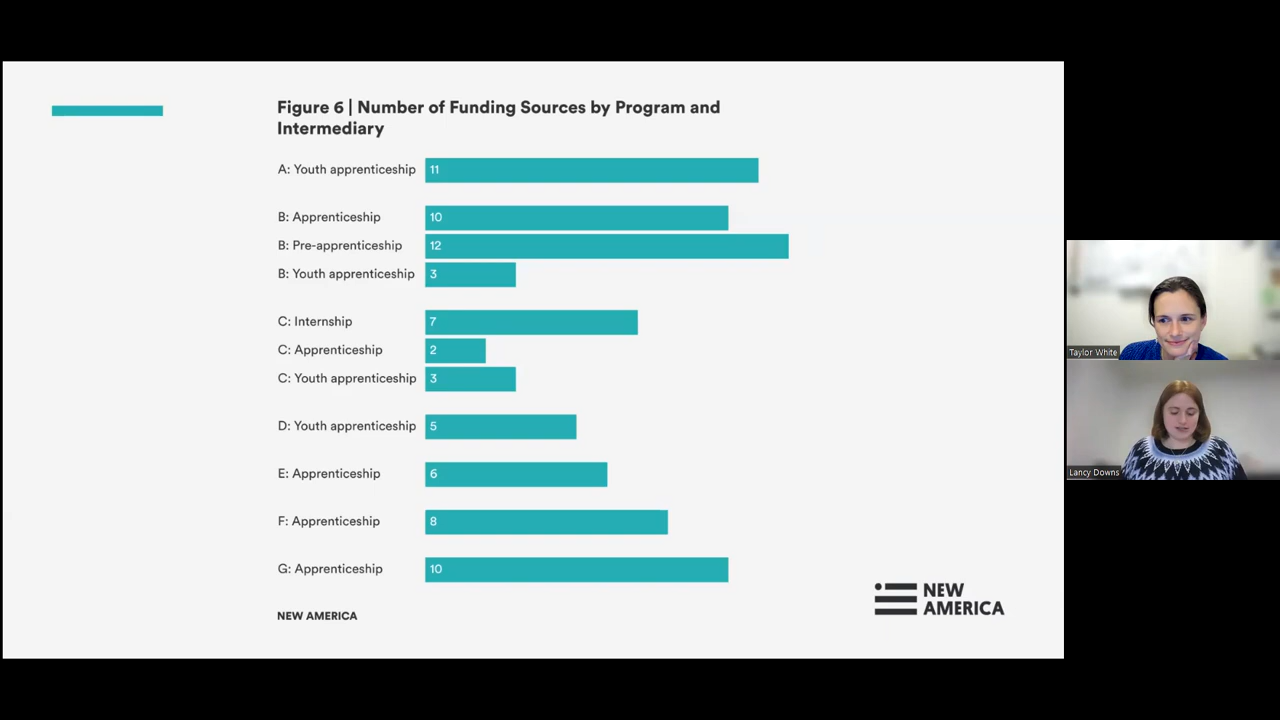 Figure 6 | Number of Funding Sources by Program and
Intermediary
A: Youth apprenticeship 11
B: Apprenticeship 10
B: Pre-apprenticeship 12
B: Youth apprenticeship 3
C: Internship 7
C: Apprenticeship 2
C: Youth apprenticeship 3
D: Youth apprenticeship 5
E: Apprenticeship 6
F: Apprenticeship 8
G: Apprenticeship 10
NEW AMERICA
NEW
AMERICA
Taylor White
Lancy Downs